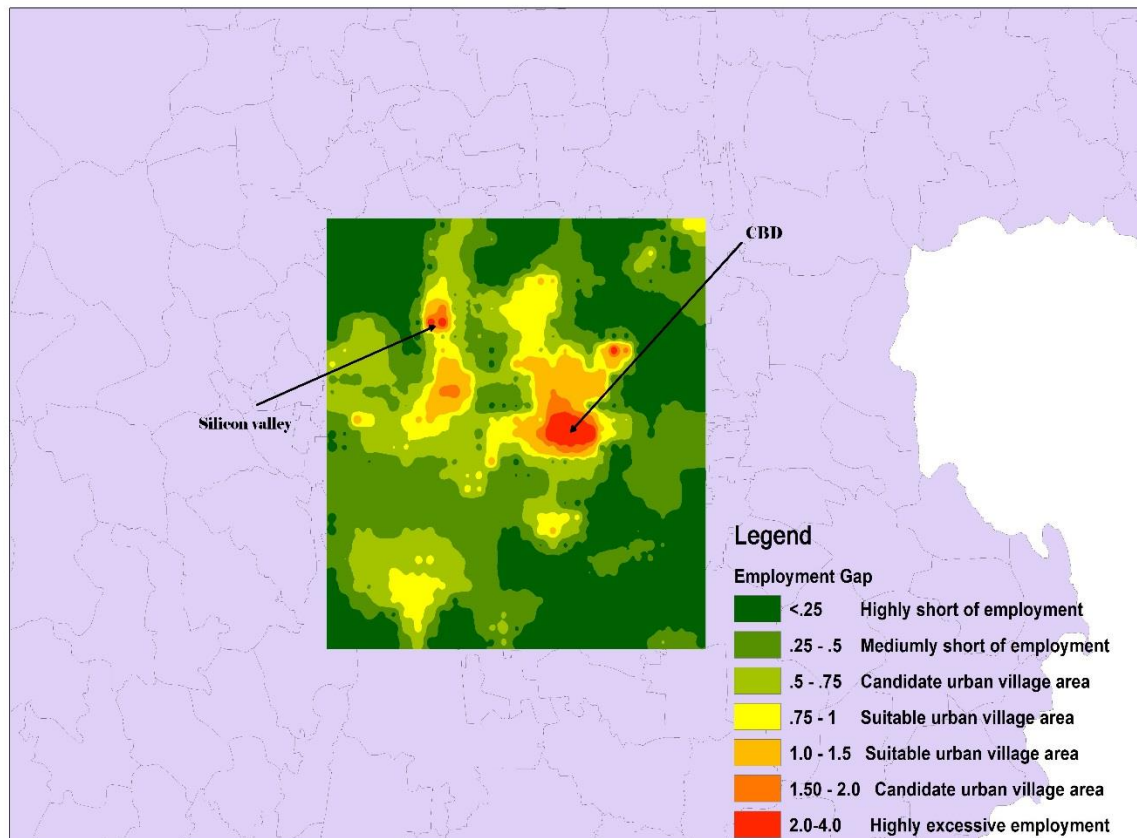 CBD
Silicon valley
Legend
Employment Gap
<.25 Highly short of employment
.25 - .5 Mediumly short of employment
.5 - .75 Candidate urban village area
.75 - 1 Suitable urban village area
1.0 - 1.5 Suitable urban village area
1.50 - 2.0 Candidate urban village area
2.0-4.0 Highly excessive employment